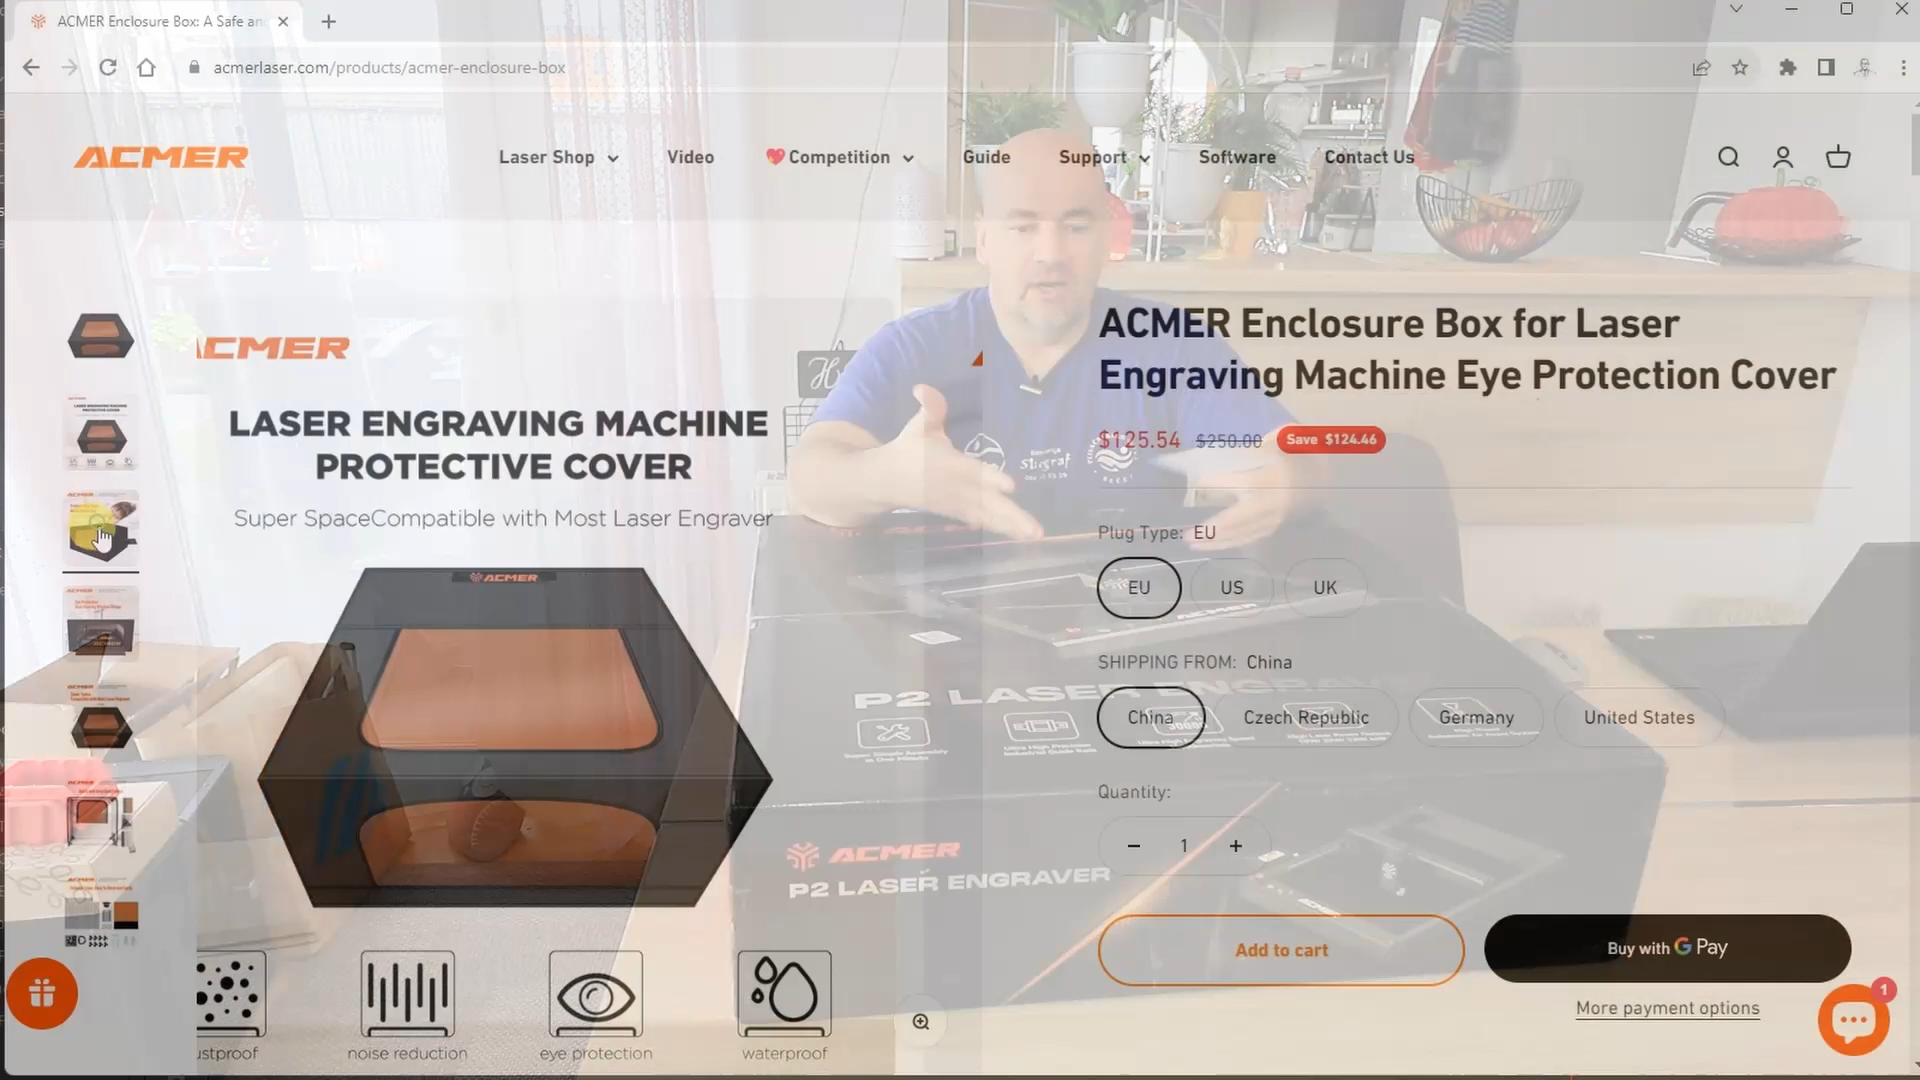 ACMER Enclosure Box: A Safe an
acmerlaser.com/products/acmer-enclosure-box
ACMER
Laser Shop
Video
Competition
Guide
Support
Software
Contact Us
CMER
LASER ENGRAVING MACHINE
PROTECTIVE COVER
Super SpaceCompatible with Most Laser Engraver
ACMER
ustproof
noise reduction
eye protection
waterproof
ACMER Enclosure Box for Laser
Engraving Machine Eye Protection Cover
$125.54 $250.00 Save $124.46
Plug Type: EU
EU US UK
SHIPPING FROM: China
China Czech Republic Germany United States
Quantity:
1
Add to cart
Buy with G Pay
More payment options
1
P2 LASER ENGRAV
ACMER
P2 LASER ENGRAVER